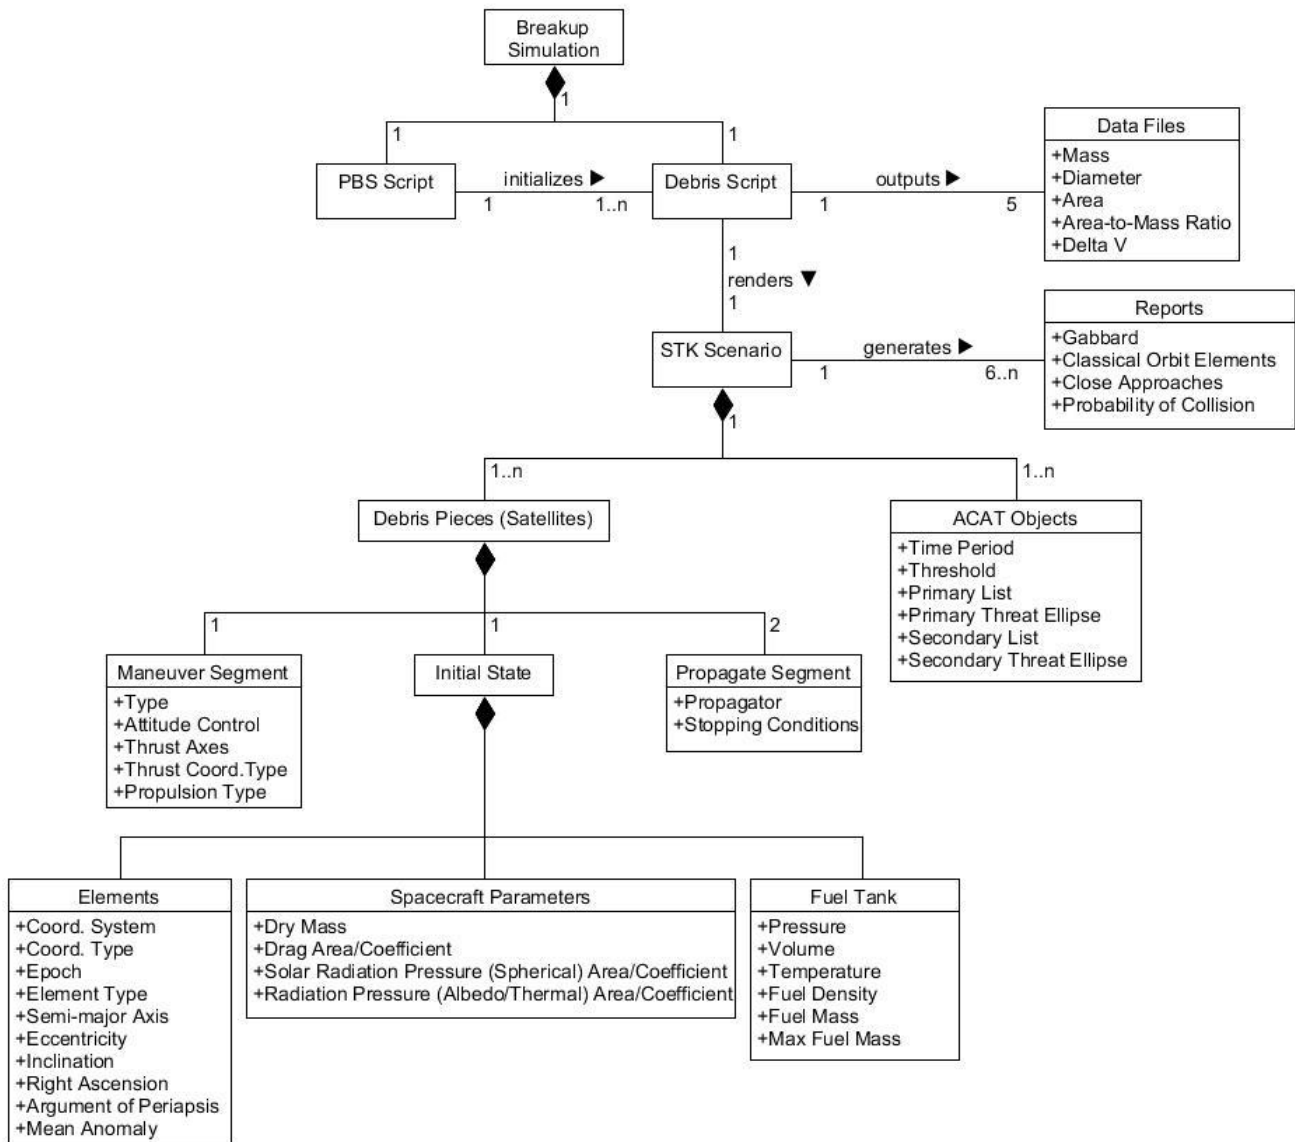 Breakup
Simulation
1
1
1
PBS Script
initializes ▶
1
1..n
Debris Script
outputs ▶
1
5
Data Files
+Mass
+Diameter
+Area
+Area-to-Mass Ratio
+Delta V
1
renders ▼
1
STK Scenario
generates ▶
1
6..n
Reports
+Gabbard
+Classical Orbit Elements
+Close Approaches
+Probability of Collision
1
1..n
1..n
Debris Pieces (Satellites)
ACAT Objects
+Time Period
+Threshold
+Primary List
+Primary Threat Ellipse
+Secondary List
+Secondary Threat Ellipse
1
1
2
Maneuver Segment
+Type
+Attitude Control
+Thrust Axes
+Thrust Coord.Type
+Propulsion Type
Initial State
Propagate Segment
+Propagator
+Stopping Conditions
Elements
+Coord. System
+Coord. Type
+Epoch
+Element Type
+Semi-major Axis
+Eccentricity
+Inclination
+Right Ascension
+Argument of Periapsis
+Mean Anomaly
Spacecraft Parameters
+Dry Mass
+Drag Area/Coefficient
+Solar Radiation Pressure (Spherical) Area/Coefficient
+Radiation Pressure (Albedo/Thermal) Area/Coefficient
Fuel Tank
+Pressure
+Volume
+Temperature
+Fuel Density
+Fuel Mass
+Max Fuel Mass